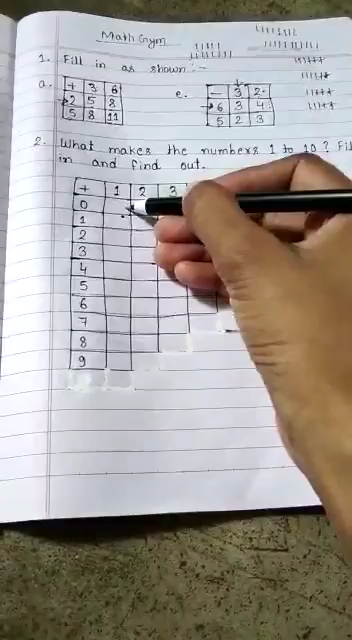 Math Gym
1. Fill in as shown :-
a.
+ 3 6
2 5 8
5 8 11
e.
- 3 2
6 3 4
5 2 3
2. What makes the numbers 1 to 10 ? Fil
in and find out.
+ 1 2 3
0
1
2
3
4
5
6
7
8
9